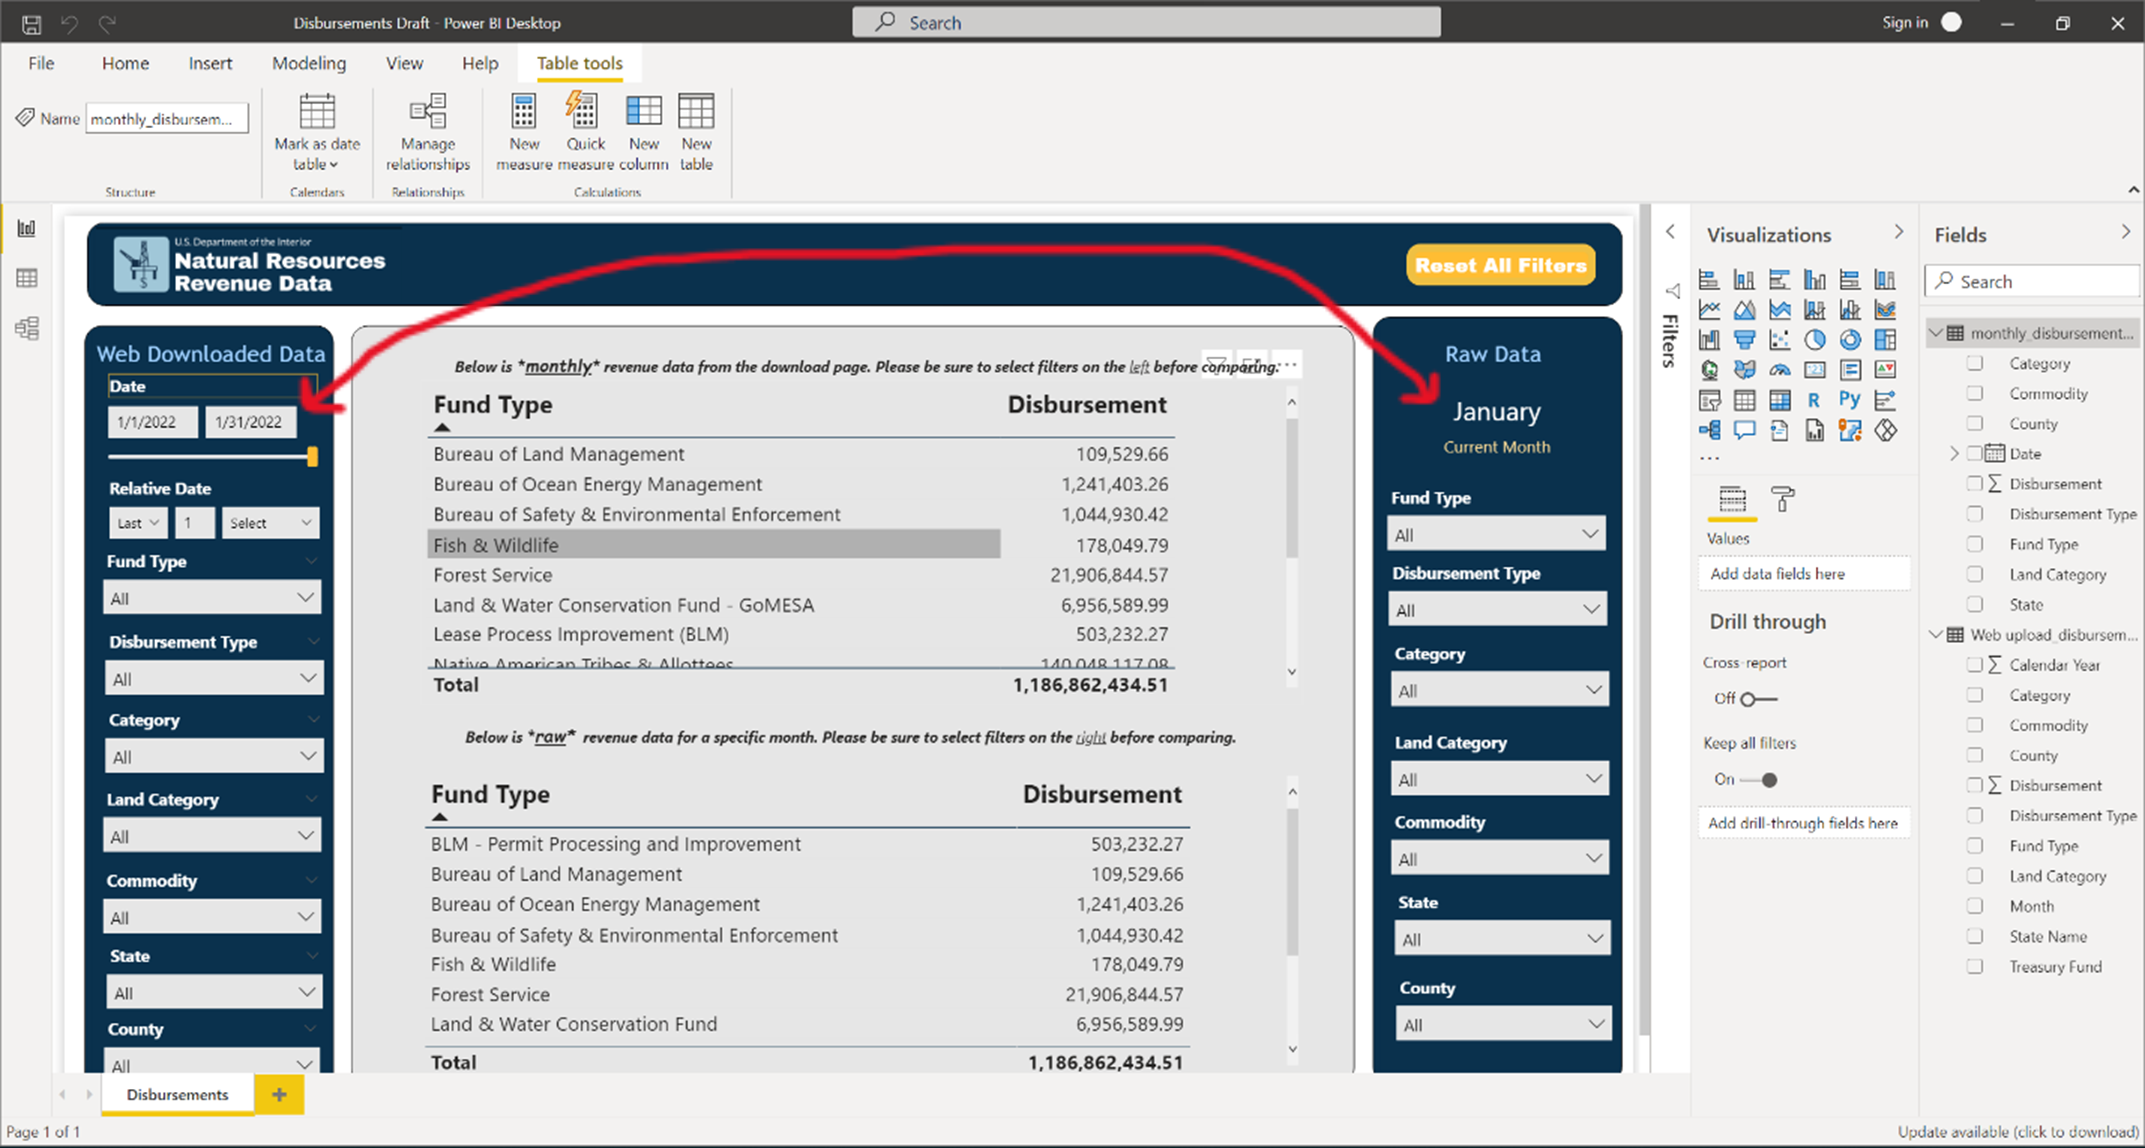 Disbursements Draft - Power BI Desktop
Search
Sign in
File
Home
Insert
Modeling
View
Help
Table tools
Name
monthly_disbursem...
Mark as date
table
Manage
relationships
New
measure
Quick
measure
New
column
New
table
Structure
Calendars
Relationships
Calculations
U.S. Department of the Interior
Natural Resources
Revenue Data
Reset All Filters
Web Downloaded Data
Date
1/1/2022
1/31/2022
Relative Date
Last
1
Select
Fund Type
All
Disbursement Type
All
Category
All
Land Category
All
Commodity
All
State
All
County
All
Below is *monthly* revenue data from the download page. Please be sure to select filters on the left before comparing.
Fund Type Disbursement
Bureau of Land Management 109,529.66
Bureau of Ocean Energy Management 1,241,403.26
Bureau of Safety & Environmental Enforcement 1,044,930.42
Fish & Wildlife 178,049.79
Forest Service 21,906,844.57
Land & Water Conservation Fund - GoMESA 6,956,589.99
Lease Process Improvement (BLM) 503,232.27
Native American Tribes & Allottees 140,048,117.08
Total 1,186,862,434.51
Below is *raw* revenue data for a specific month. Please be sure to select filters on the right before comparing.
Fund Type Disbursement
BLM - Permit Processing and Improvement 503,232.27
Bureau of Land Management 109,529.66
Bureau of Ocean Energy Management 1,241,403.26
Bureau of Safety & Environmental Enforcement 1,044,930.42
Fish & Wildlife 178,049.79
Forest Service 21,906,844.57
Land & Water Conservation Fund 6,956,589.99
Total 1,186,862,434.51
Raw Data
January
Current Month
Fund Type
All
Disbursement Type
All
Category
All
Land Category
All
Commodity
All
State
All
County
All
Filters
Visualizations
R
Py
...
Values
Add data fields here
Drill through
Cross-report
Off
Keep all filters
On
Add drill-through fields here
Fields
Search
monthly_disbursement...
Category
Commodity
County
Date
Disbursement
Disbursement Type
Fund Type
Land Category
State
Web upload_disbursem...
Calendar Year
Category
Commodity
County
Disbursement
Disbursement Type
Fund Type
Land Category
Month
State Name
Treasury Fund
Disbursements
+
Page 1 of 1
Update available (click to download)